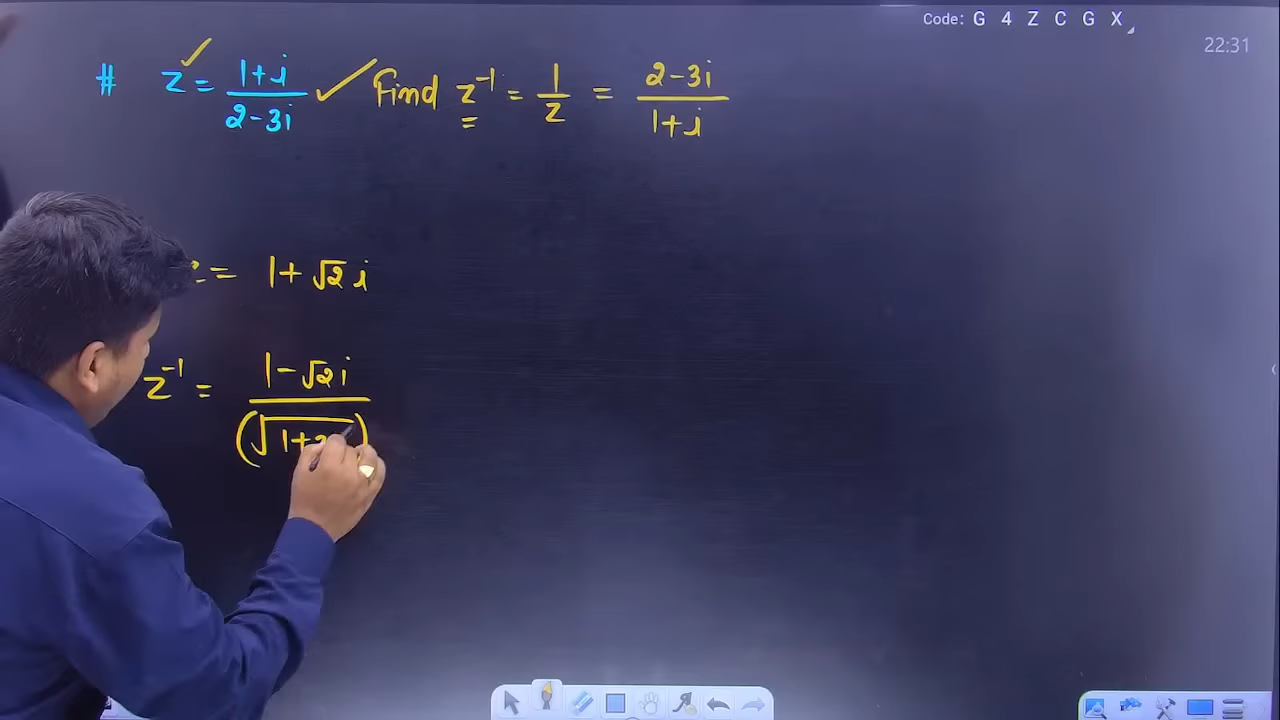 Code: G 4 Z C G X
22:31
# z = 1+i / 2-3i Find z⁻¹ = 1/z = 2-3i / 1+i
= 1 + √2 i
z⁻¹ = 1 - √2 i / (√1+